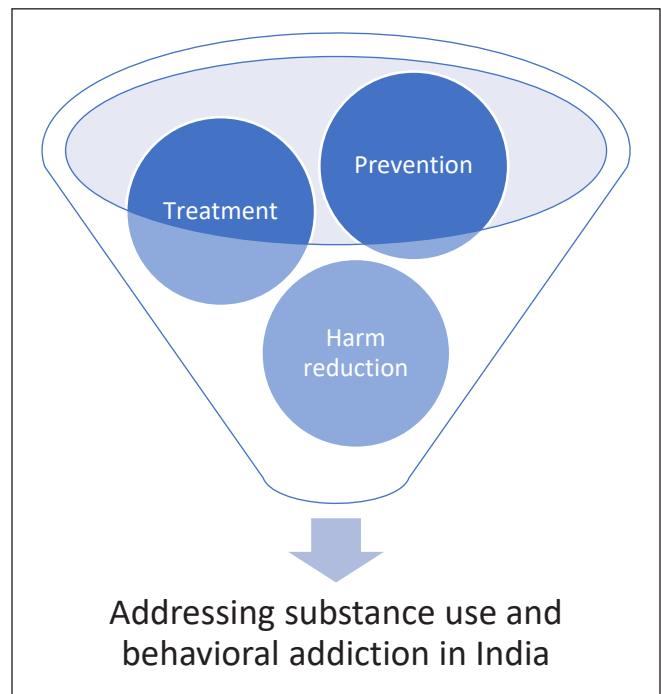 Prevention
Treatment
Harm
reduction
Addressing substance use and
behavioral addiction in India